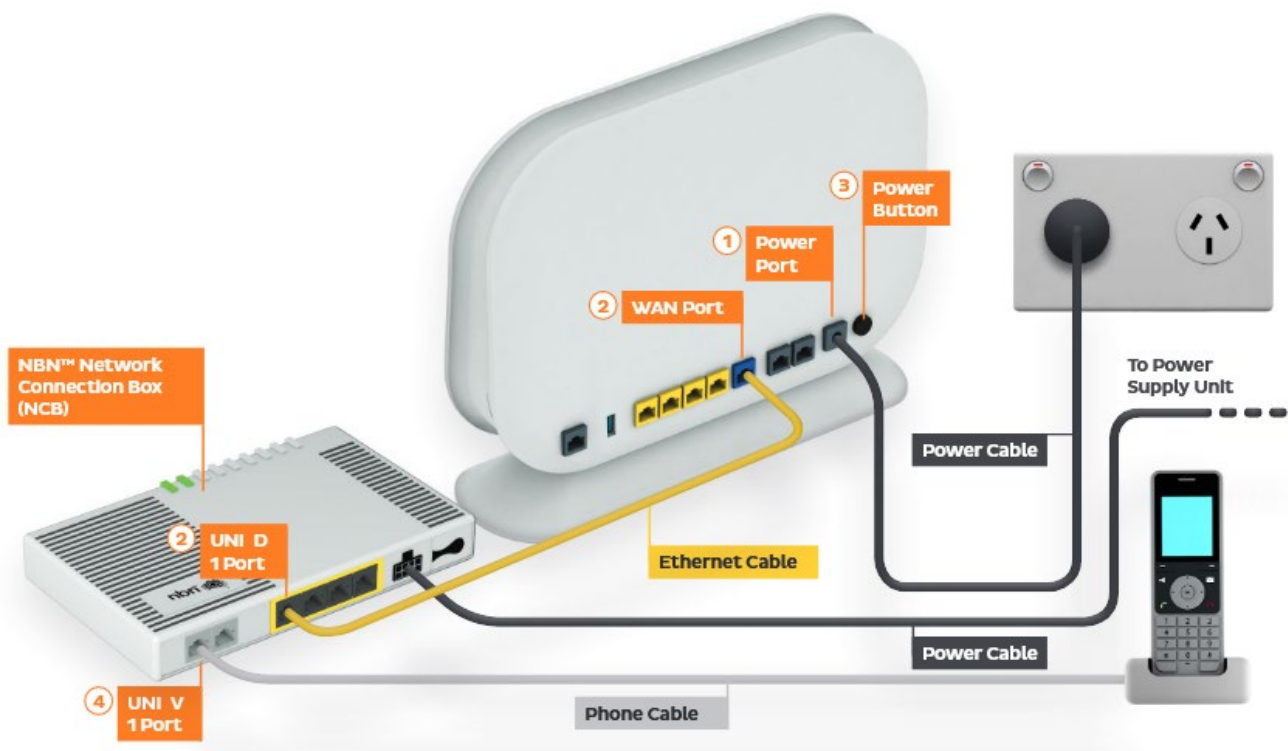 3
Power
Button
1
Power
Port
2
WAN Port
NBN™ Network
Connection Box
(NCB)
To Power
Supply Unit
Power Cable
2
UNI D
1 Port
Ethernet Cable
nbn
Power Cable
4
UNI V
1 Port
Phone Cable